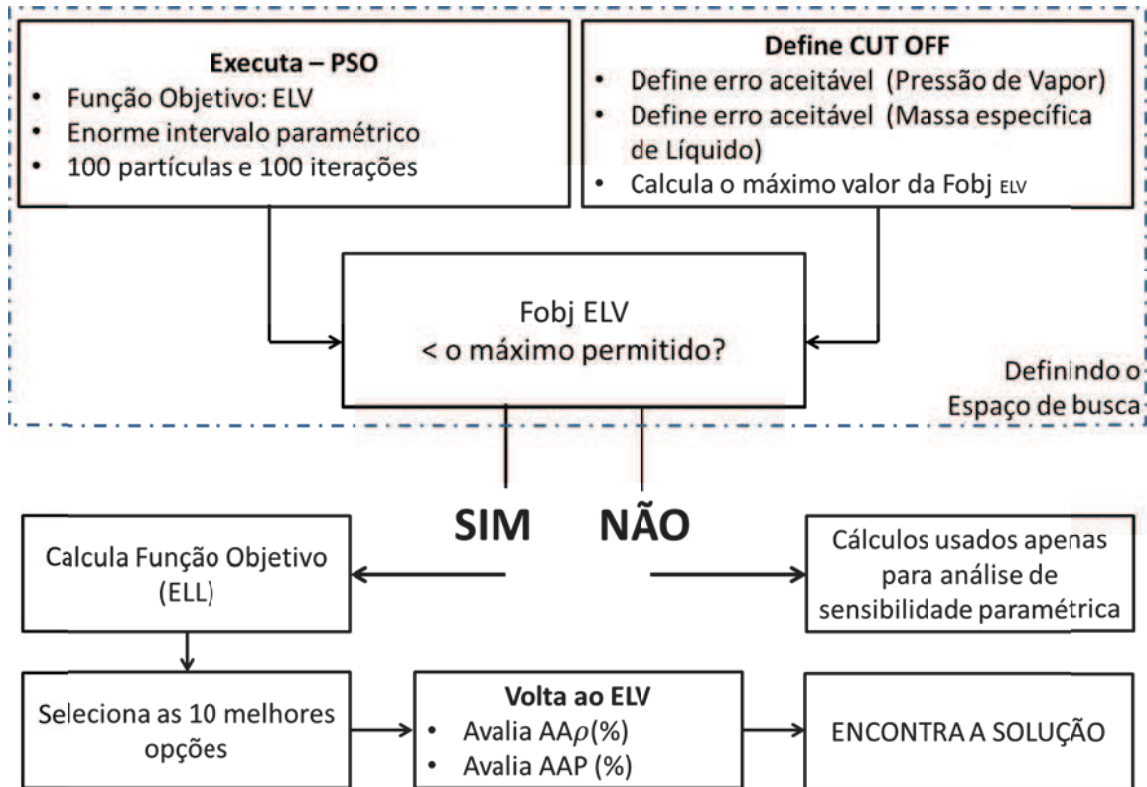 Executa – PSO
• Função Objetivo: ELV
• Enorme intervalo paramétrico
• 100 partículas e 100 iterações
Define CUT OFF
• Define erro aceitável (Pressão de Vapor)
• Define erro aceitável (Massa específica
de Líquido)
• Calcula o máximo valor da Fobj ELV
Fobj ELV
< o máximo permitido?
Definindo o
Espaço de busca
SIM
NÃO
Calcula Função Objetivo
(ELL)
Cálculos usados apenas
para análise de
sensibilidade paramétrica
Seleciona as 10 melhores
opções
Volta ao ELV
• Avalia AAρ(%)
• Avalia AAP (%)
ENCONTRA A SOLUÇÃO